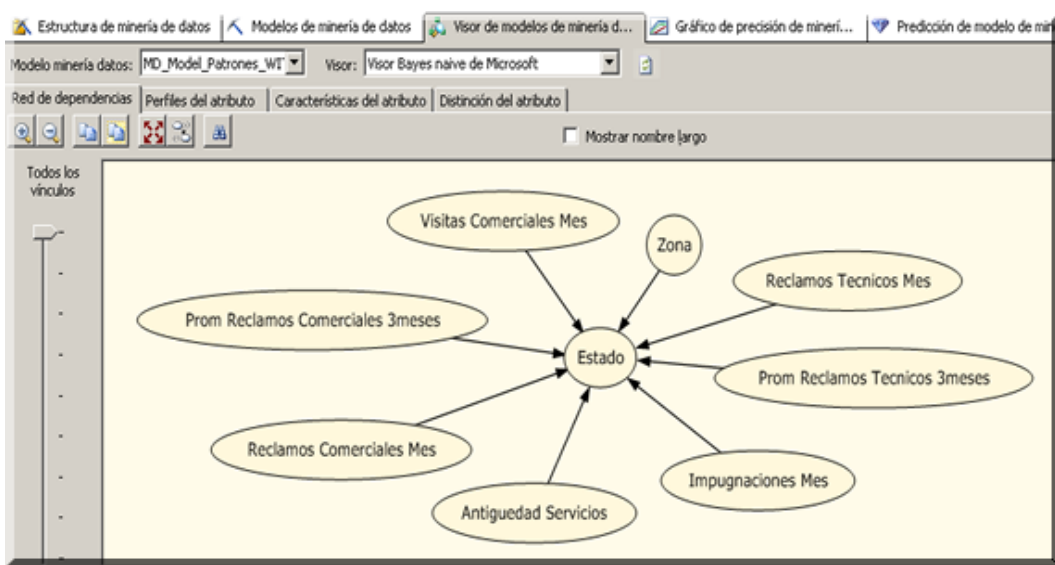 Estructura de minería de datos Modelos de minería de datos Visor de modelos de minería d... Gráfico de precisión de minerí... Predicción de modelo de min
Modelo minería datos: MD_Model_Patrones_WIT Visor: Visor Bayes naive de Microsoft
Red de dependencias Perfiles del atributo Características del atributo Distinción del atributo
Mostrar nombre largo
Todos los
vínculos
Visitas Comerciales Mes
Zona
Reclamos Tecnicos Mes
Prom Reclamos Comerciales 3meses
Estado
Prom Reclamos Tecnicos 3meses
Reclamos Comerciales Mes
Impugnaciones Mes
Antiguedad Servicios